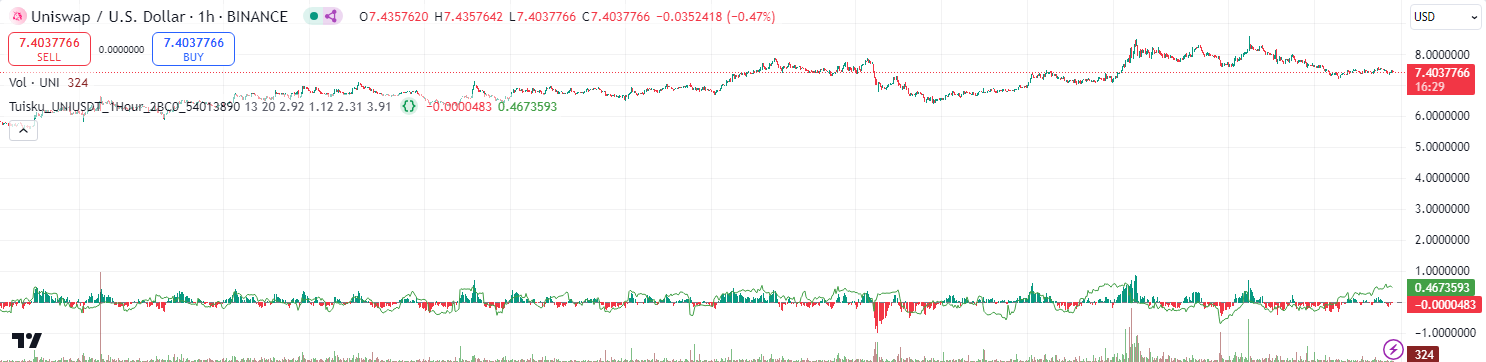 Uniswap / U.S. Dollar · 1h · BINANCE O7.4357620 H7.4357642 L7.4037766 C7.4037766 −0.0352418 (−0.47%)
7.4037766 0.0000000 7.4037766
SELL BUY
Vol · UNI 324
Tuisku_UNIUSDT_1Hour_2BC0_54013890 13 20 2.92 1.12 2.31 3.91 {} −0.0000483 0.4673593
USD
8.0000000
7.4037766
16:29
6.0000000
5.0000000
4.0000000
3.0000000
2.0000000
1.0000000
0.4673593
−0.0000483
−1.0000000
324